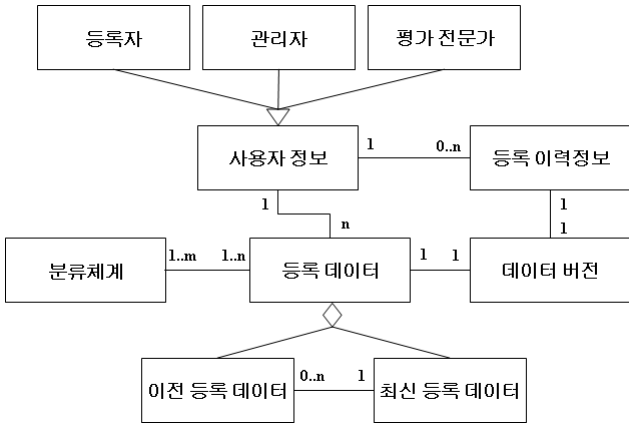 등록자
관리자
평가 전문가
사용자 정보
1
0..n
등록 이력정보
1
n
1
1
분류체계
1..m
1..n
등록 데이터
1
1
데이터 버전
이전 등록 데이터
0..n
1
최신 등록 데이터